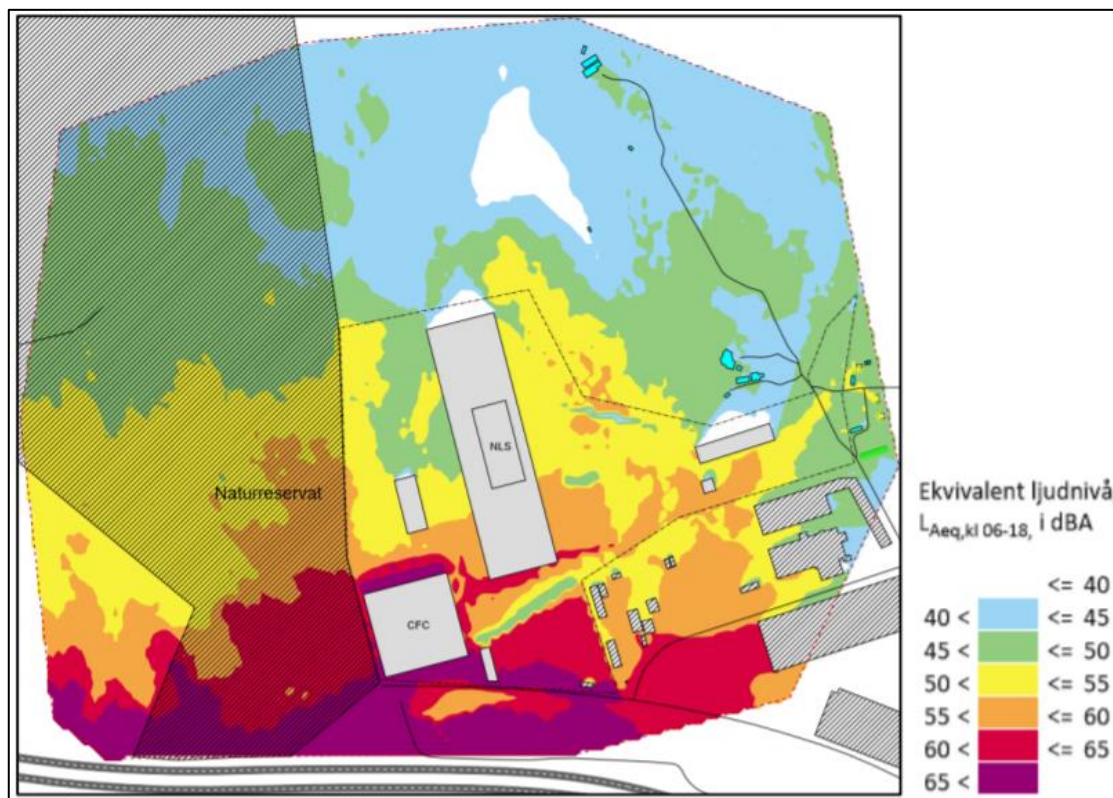 NLS
Naturreservat
CFC
Ekvivalent ljudnivå
LAeq,kl 06-18, i dBA
<= 40
40 < <= 45
45 < <= 50
50 < <= 55
55 < <= 60
60 < <= 65
65 <